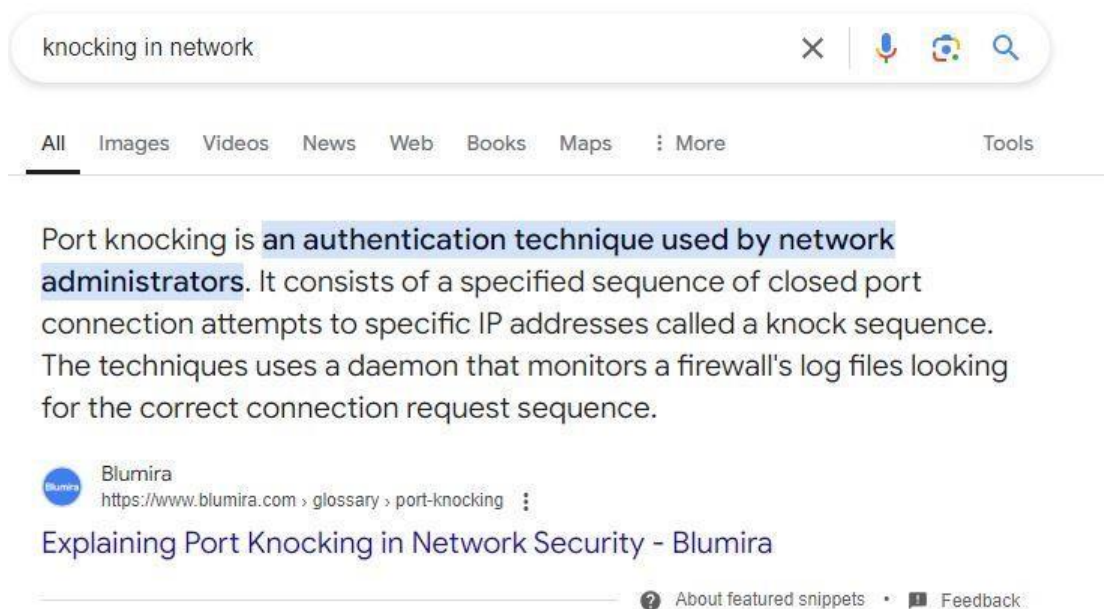 knocking in network
All Images Videos News Web Books Maps More Tools
Port knocking is an authentication technique used by network
administrators. It consists of a specified sequence of closed port
connection attempts to specific IP addresses called a knock sequence.
The techniques uses a daemon that monitors a firewall's log files looking
for the correct connection request sequence.
Blumira
Blumira
https://www.blumira.com › glossary › port-knocking
Explaining Port Knocking in Network Security - Blumira
About featured snippets • Feedback